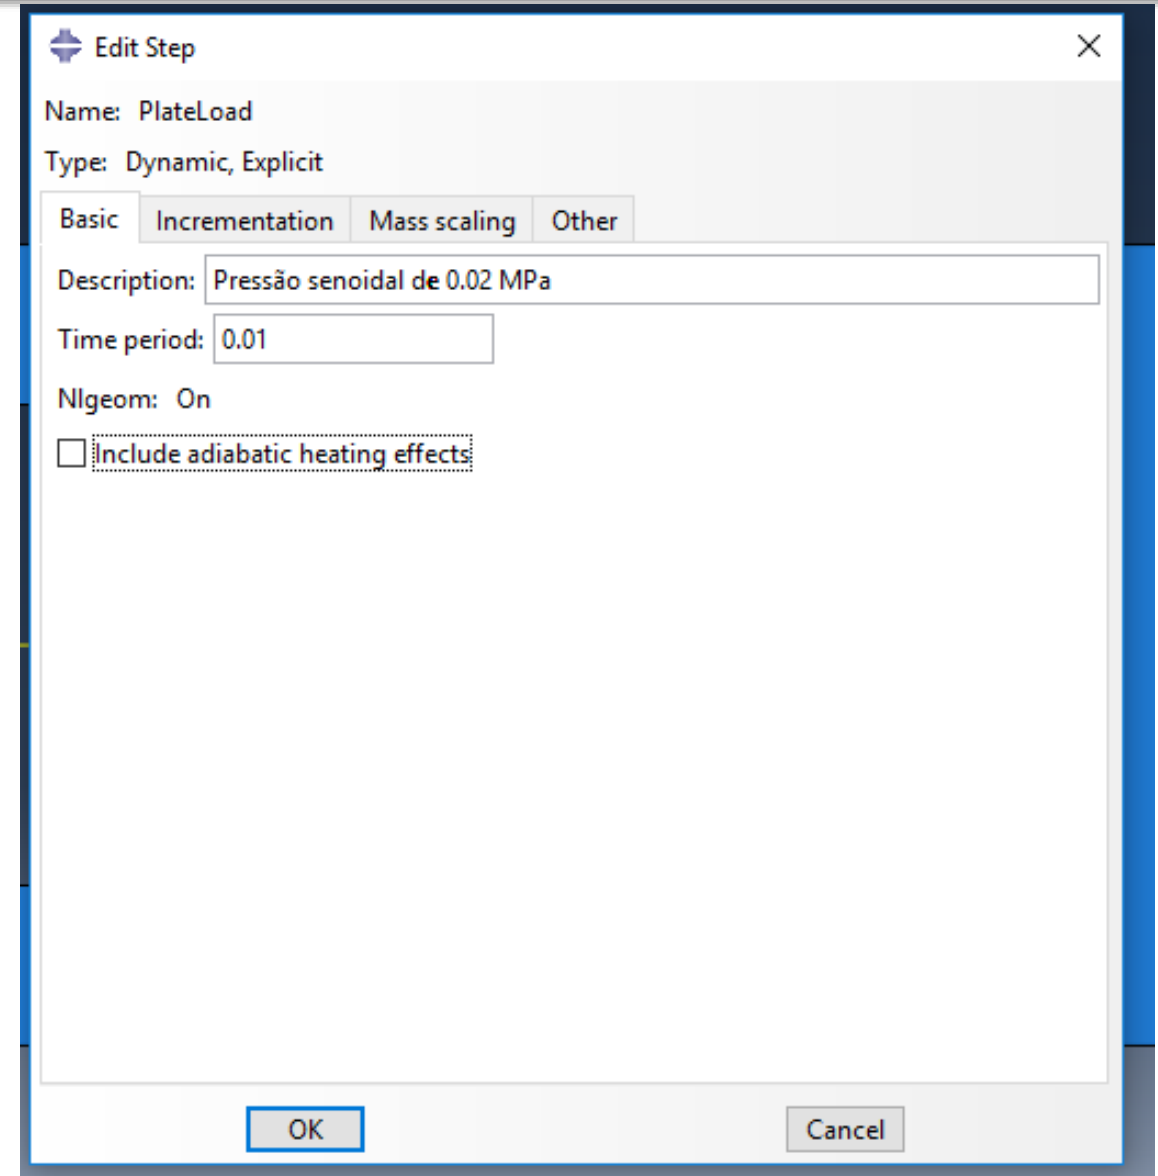 Edit Step
Name: PlateLoad
Type: Dynamic, Explicit
Basic Incrementation Mass scaling Other
Description: Pressão senoidal de 0.02 MPa
Time period: 0.01
Nlgeom: On
Include adiabatic heating effects
OK Cancel